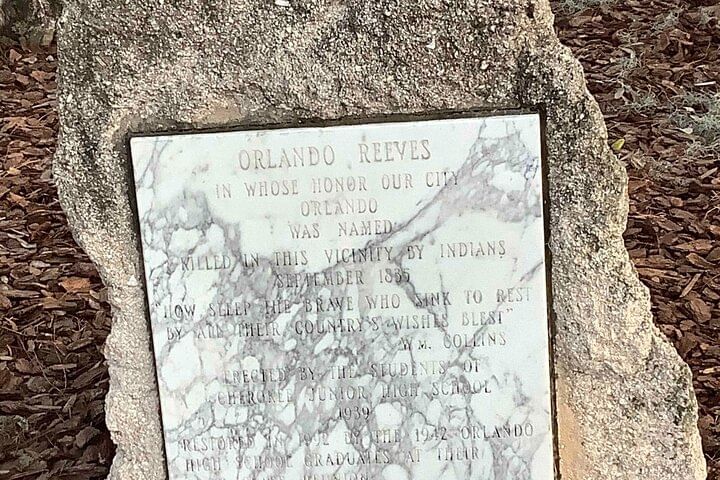 ORLANDO REEVES
IN WHOSE HONOR OUR CITY
ORLANDO
WAS NAMED
KILLED IN THIS VICINITY BY INDIANS
SEPTEMBER 1835
"HOW SLEEP THE BRAVE WHO SINK TO REST
BY ALL THEIR COUNTRY'S WISHES BLEST"
WM. COLLINS
ERECTED BY THE STUDENTS OF
CHEROKEE JUNIOR HIGH SCHOOL
1939
RESTORED IN 1992 BY THE 1942 ORLANDO
HIGH SCHOOL GRADUATES AT THEIR
CLASS REUNION